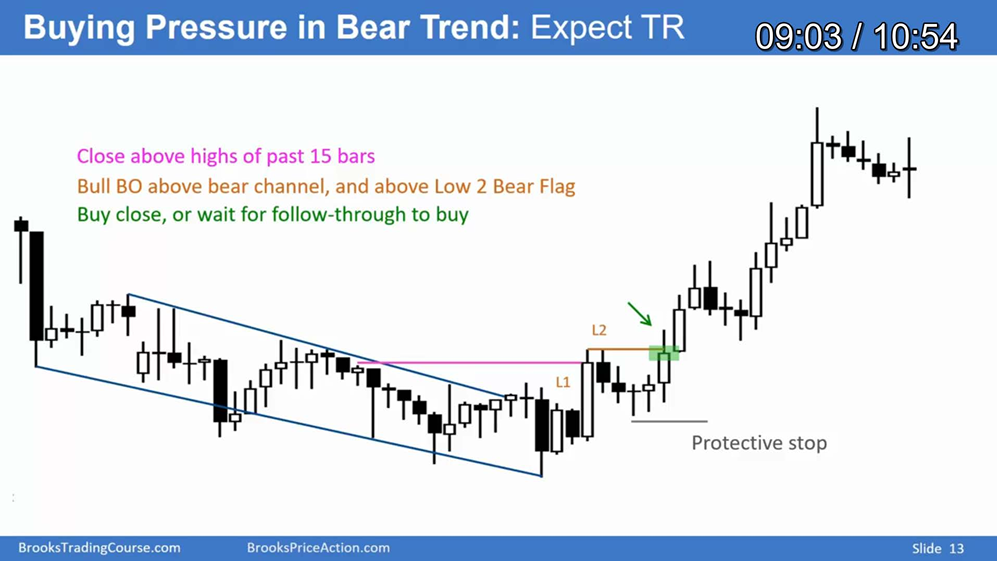 Buying Pressure in Bear Trend: Expect TR
09:03 / 10:54
Close above highs of past 15 bars
Bull BO above bear channel, and above Low 2 Bear Flag
Buy close, or wait for follow-through to buy
L2
L1
Protective stop
BrooksTradingCourse.com
BrooksPriceAction.com
Slide 13